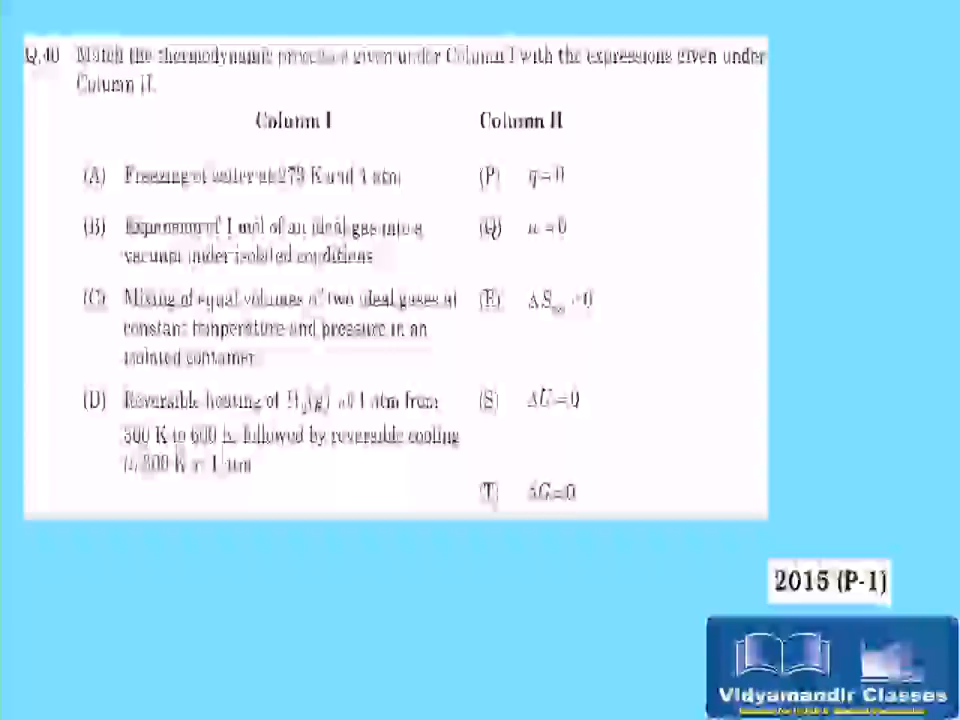 Q.40 Match the thermodynamic processes given under Column I with the expressions given under
Column II.
Column I Column II
(A) Freezing of water at 273 K and 1 atm (P) q=0
(B) Expansion of 1 mol of an ideal gas into a (Q) w=0
vacuum under isolated conditions
(C) Mixing of equal volumes of two ideal gases at (R) ΔS
constant temperature and pressure in an
isolated container
(D) Reversible heating of H₂(g) at 1 atm from (S) ΔU=0
300 K to 600 K, followed by reversible cooling
to 300 K at 1 atm
(T) ΔG=0
2015 (P-1)
Vidyamandir Classes